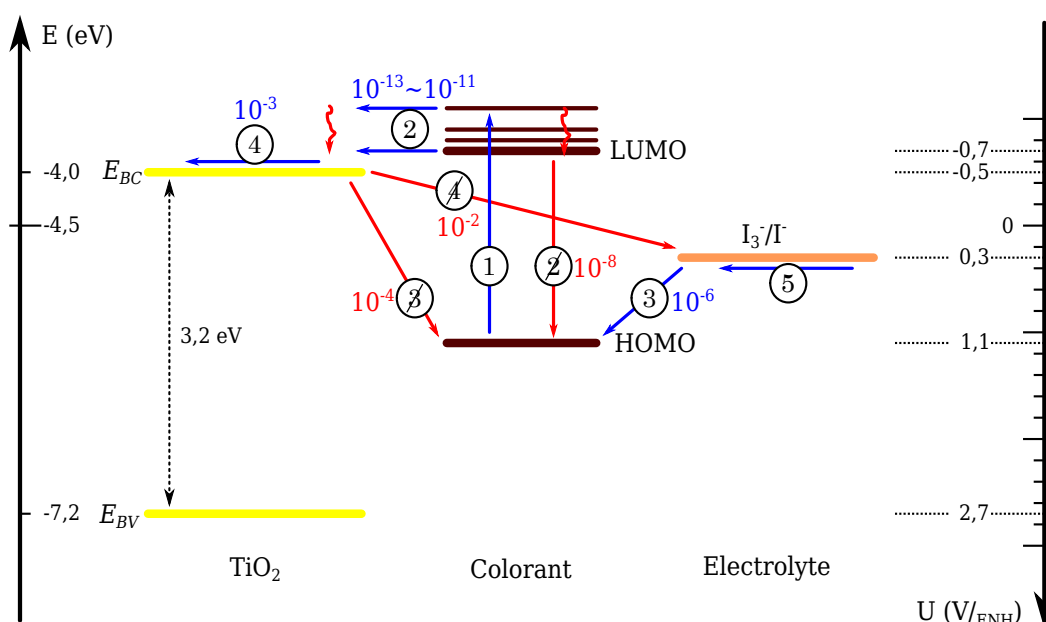 E (eV)
10⁻¹³~10⁻¹¹
10⁻³
4
2
LUMO
-0,7
-4,0
E_BC
-0,5
4̸
10⁻²
-4,5
0
I₃⁻/I⁻
0,3
1
2̸
10⁻⁸
5
10⁻⁴
3̸
3
10⁻⁶
3,2 eV
HOMO
1,1
-7,2
E_BV
2,7
TiO₂
Colorant
Electrolyte
U (V/ENH)